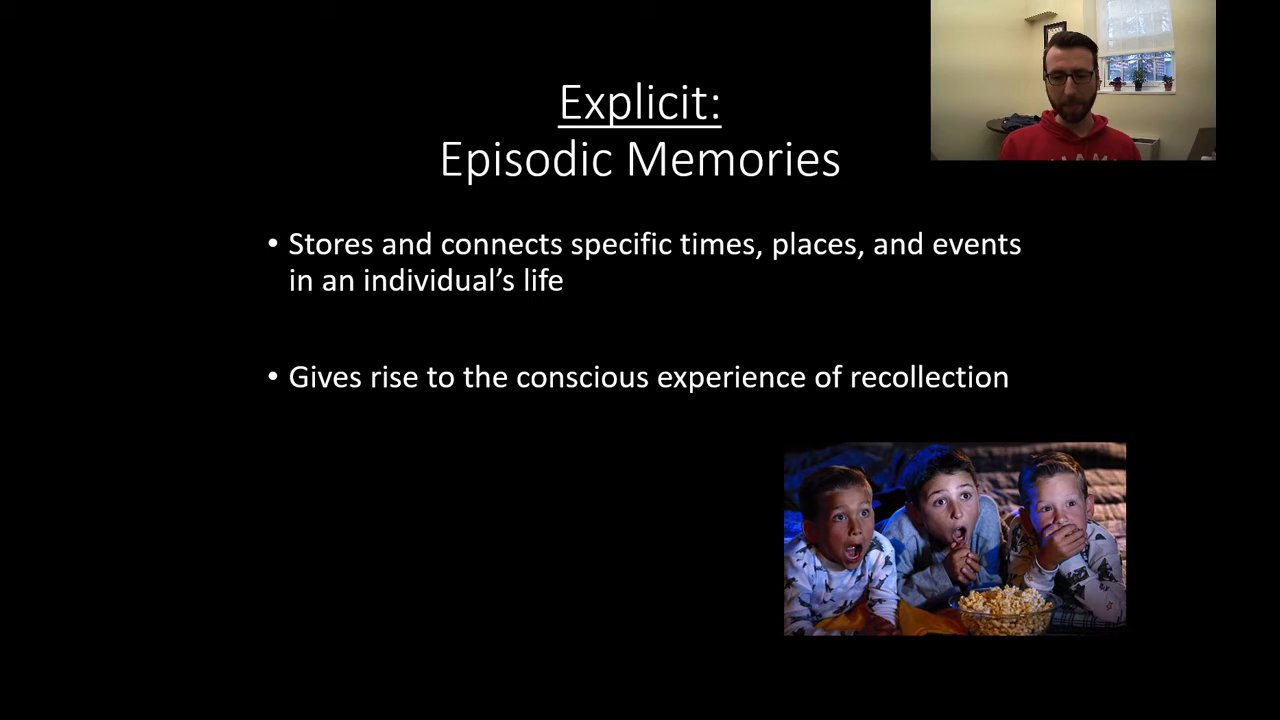 Explicit:
Episodic Memories
• Stores and connects specific times, places, and events
in an individual’s life
• Gives rise to the conscious experience of recollection